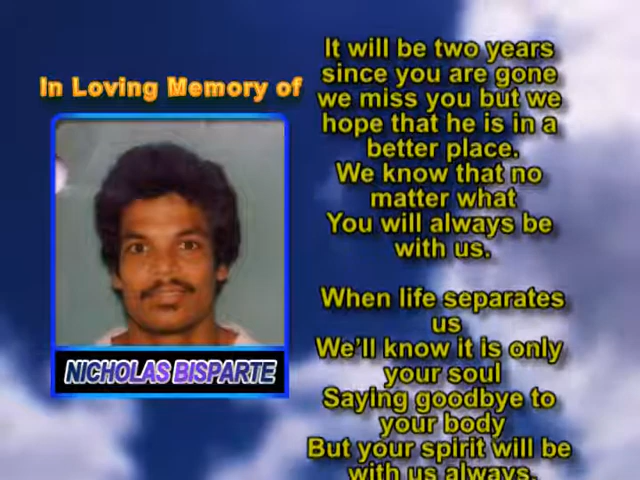 In Loving Memory of
NICHOLAS BISPARTE
It will be two years
since you are gone
we miss you but we
hope that he is in a
better place.
We know that no
matter what
You will always be
with us.
When life separates
us
We'll know it is only
your soul
Saying goodbye to
your body
But your spirit will be
with us always.